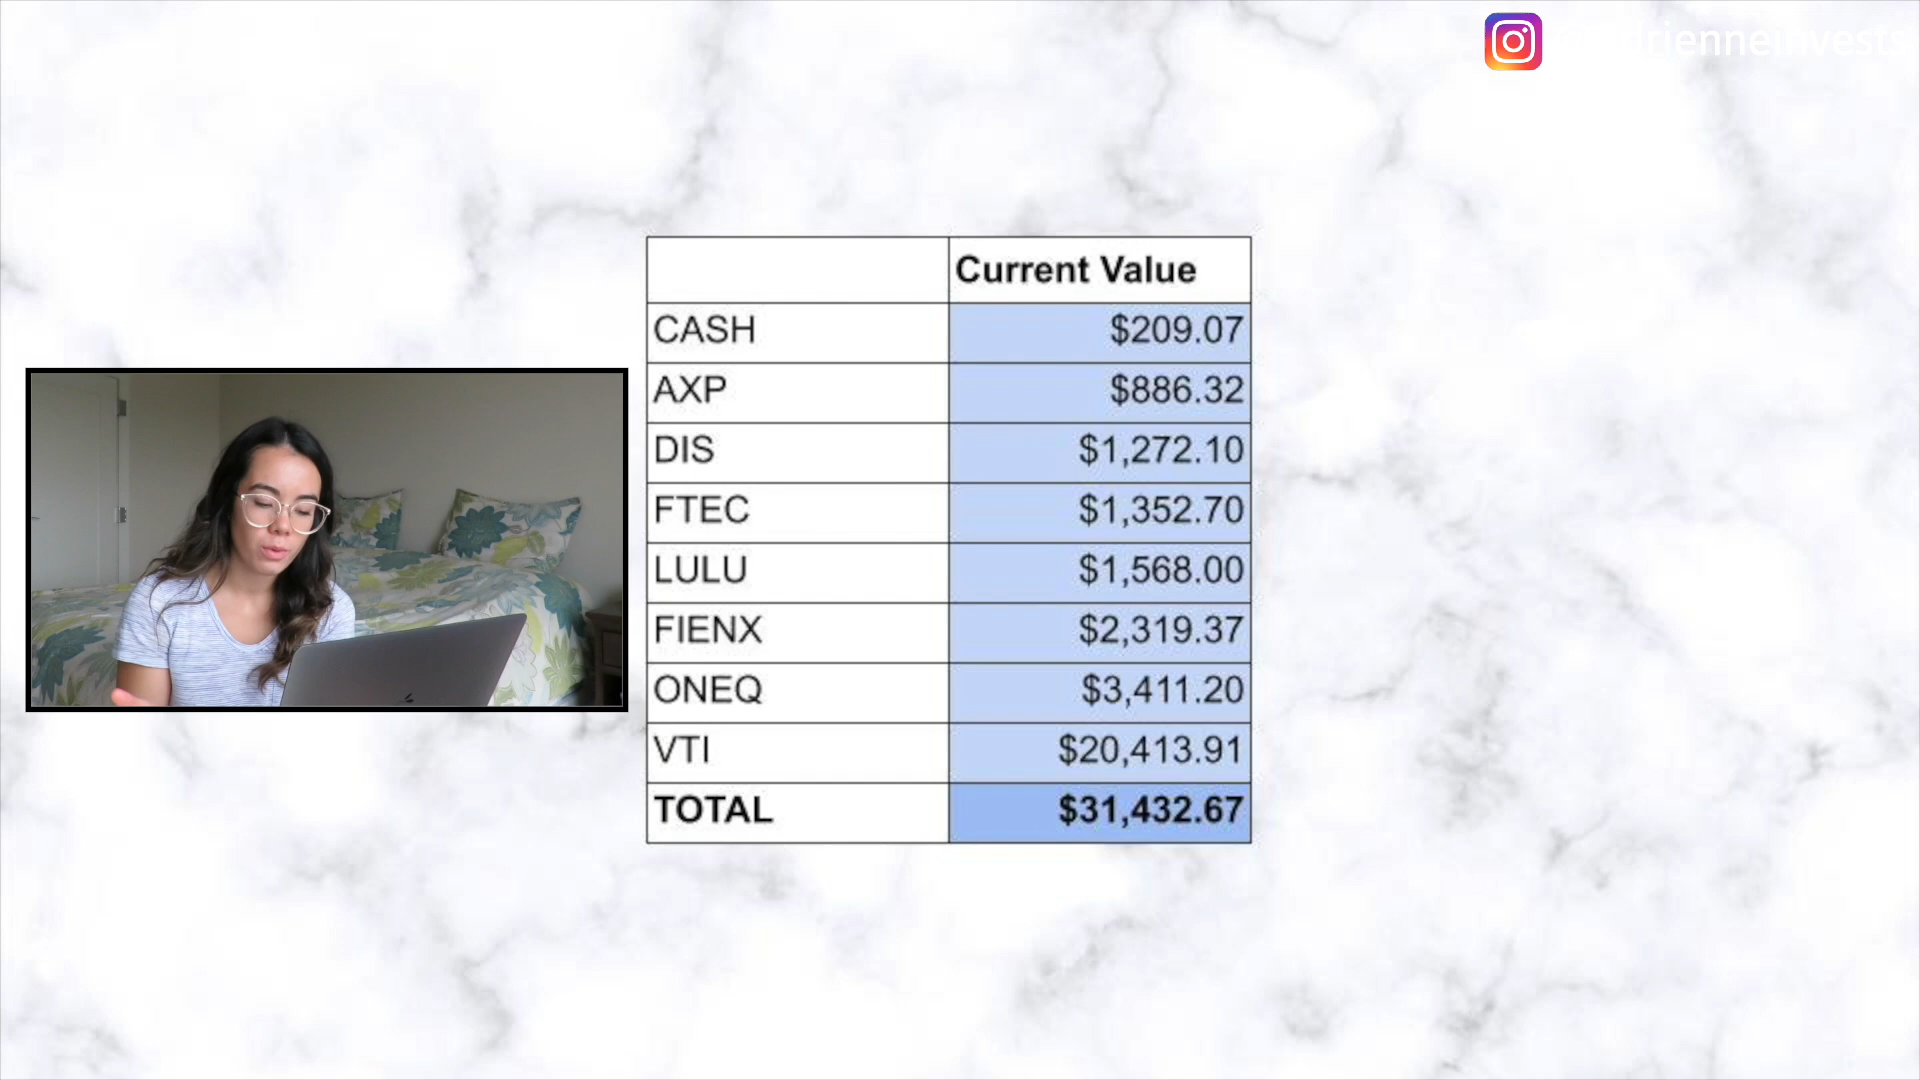 Current Value
CASH $209.07
AXP $886.32
DIS $1,272.10
FTEC $1,352.70
LULU $1,568.00
FIENX $2,319.37
ONEQ $3,411.20
VTI $20,413.91
TOTAL $31,432.67